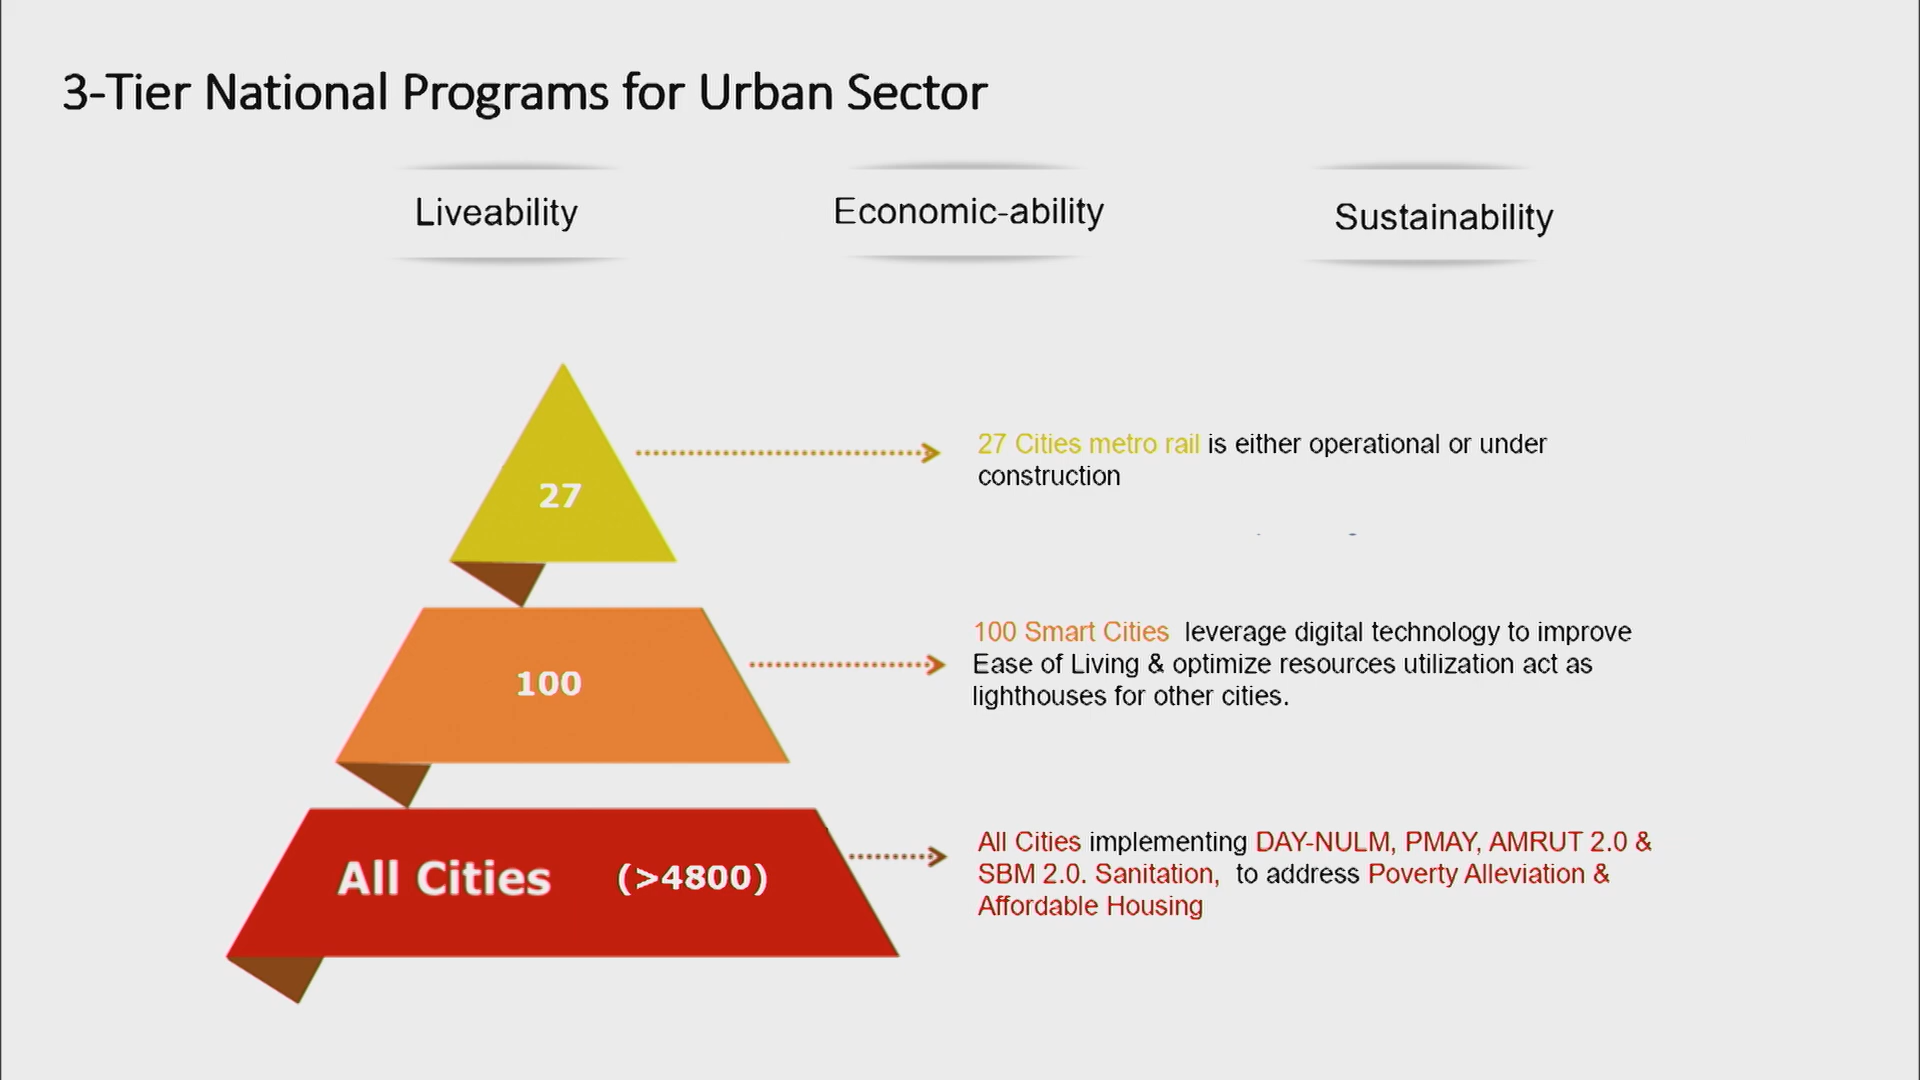 3-Tier National Programs for Urban Sector
Liveability
Economic-ability
Sustainability
27
27 Cities metro rail is either operational or under
construction
100
100 Smart Cities leverage digital technology to improve
Ease of Living & optimize resources utilization act as
lighthouses for other cities.
All Cities (>4800)
All Cities implementing DAY-NULM, PMAY, AMRUT 2.0 &
SBM 2.0. Sanitation, to address Poverty Alleviation &
Affordable Housing